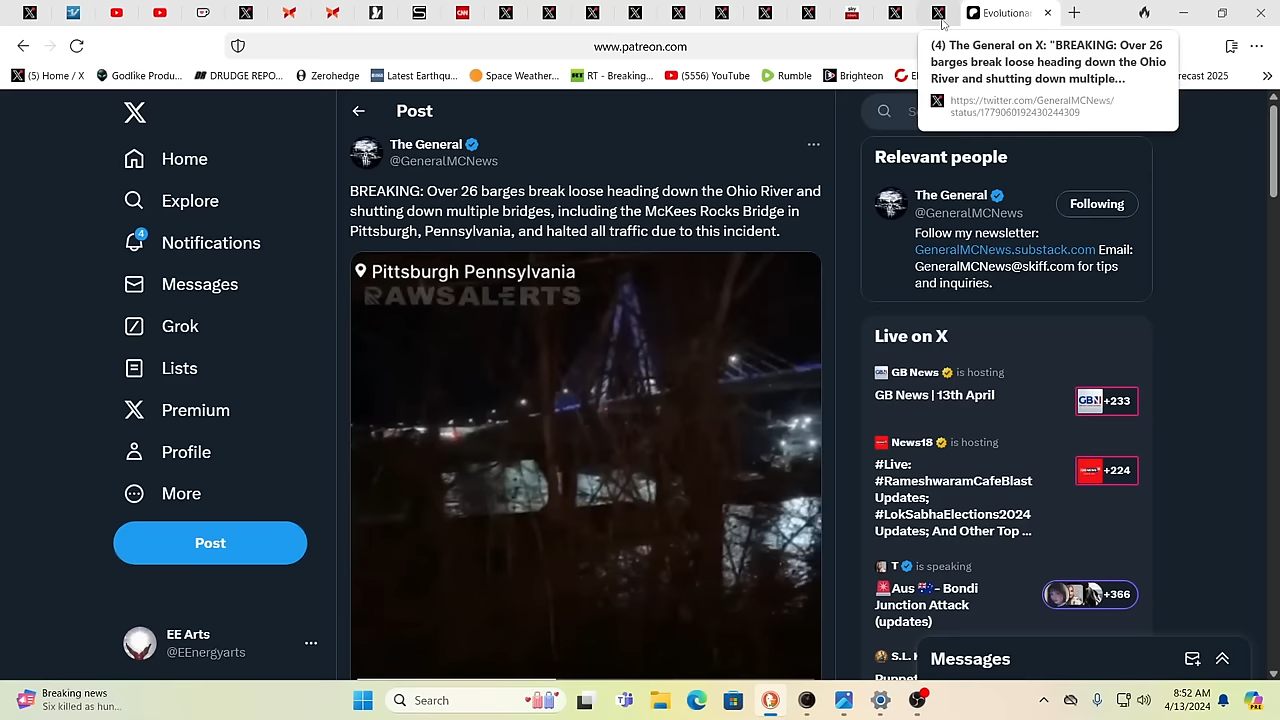 Evolutionar
www.patreon.com
(4) The General on X: "BREAKING: Over 26
barges break loose heading down the Ohio
River and shutting down multiple...
https://twitter.com/GeneralMCNews/
status/1779060192430244309
(5) Home / X
Godlike Produ...
DRUDGE REPO...
Zerohedge
Latest Earthqu...
Space Weather...
RT - Breaking...
(5556) YouTube
Rumble
Brighteon
recast 2025
Home
Explore
4
Notifications
Messages
Grok
Lists
Premium
Profile
More
Post
EE Arts
@EEnergyarts
Post
The General
@GeneralMCNews
BREAKING: Over 26 barges break loose heading down the Ohio River and
shutting down multiple bridges, including the McKees Rocks Bridge in
Pittsburgh, Pennsylvania, and halted all traffic due to this incident.
Pittsburgh Pennsylvania
RAWSALERTS
Relevant people
The General
@GeneralMCNews
Following
Follow my newsletter:
GeneralMCNews.substack.com Email:
GeneralMCNews@skiff.com for tips
and inquiries.
Live on X
GB News is hosting
GB News | 13th April
GBN
+233
News18 is hosting
#Live:
#RameshwaramCafeBlast
Updates;
#LokSabhaElections2024
Updates; And Other Top ...
+224
T is speaking
Aus - Bondi
Junction Attack
(updates)
+366
Messages
Breaking news
Six killed as hun...
Search
8:52 AM
4/13/2024